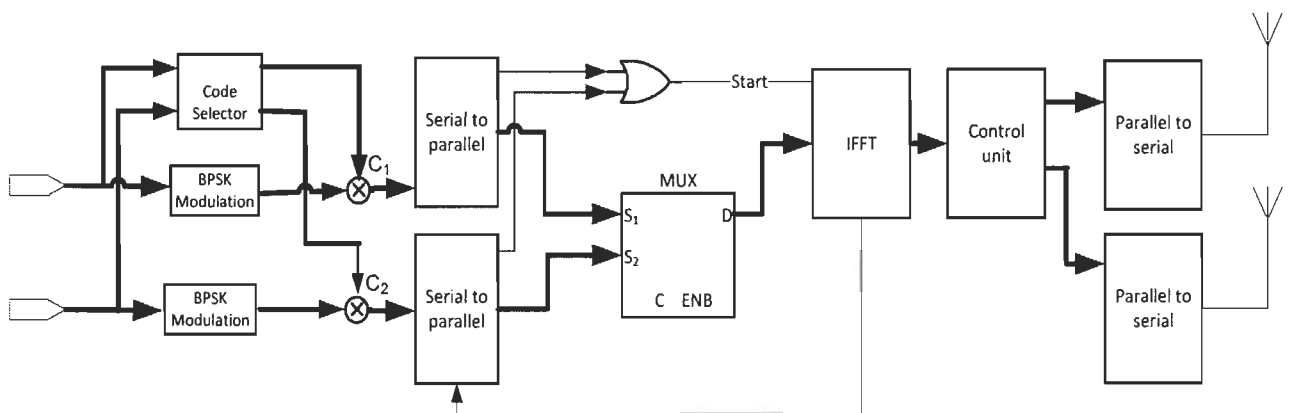 Code
Selector
BPSK
Modulation
C1
Serial to
parallel
Start
IFFT
Control
unit
Parallel to
serial
MUX
S1
D
S2
C ENB
BPSK
Modulation
C2
Serial to
parallel
Parallel to
serial